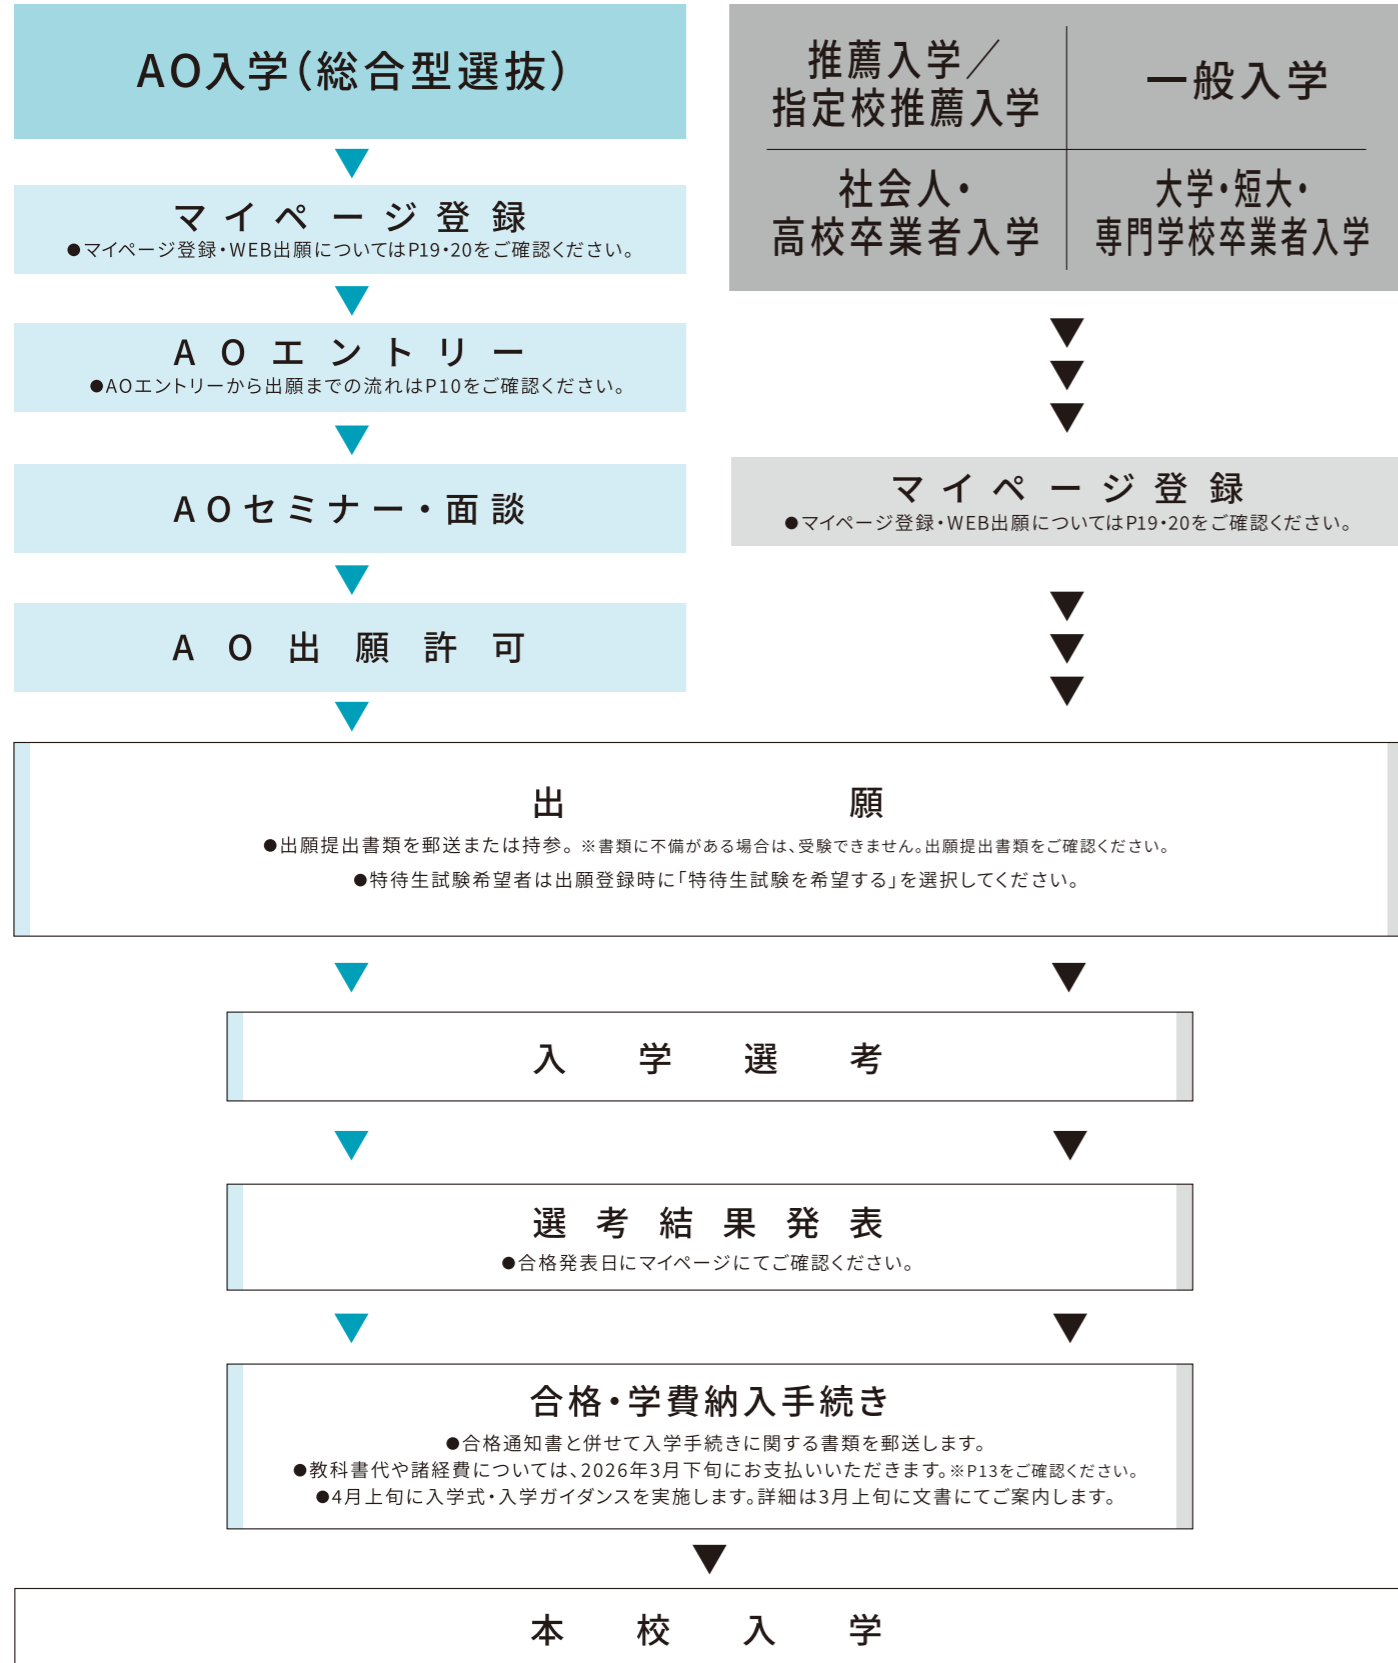 AO入学（総合型選抜）
マイページ登録
●マイページ登録・WEB出願についてはP19・20をご確認ください。
AOエントリー
●AOエントリーから出願までの流れはP10をご確認ください。
AOセミナー・面談
AO出願許可
推薦入学／
指定校推薦入学
一般入学
社会人・
高校卒業者入学
大学・短大・
専門学校卒業者入学
マイページ登録
●マイページ登録・WEB出願についてはP19・20をご確認ください。
出願
●出願提出書類を郵送または持参。※書類に不備がある場合は、受験できません。出願提出書類をご確認ください。
●特待生試験希望者は出願登録時に「特待生試験を希望する」を選択してください。
入学選考
選考結果発表
●合格発表日にマイページにてご確認ください。
合格・学費納入手続き
●合格通知書と併せて入学手続きに関する書類を郵送します。
●教科書代や諸経費については、2026年3月下旬にお支払いいただきます。※P13をご確認ください。
●4月上旬に入学式・入学ガイダンスを実施します。詳細は3月上旬に文書にてご案内します。
本校入学